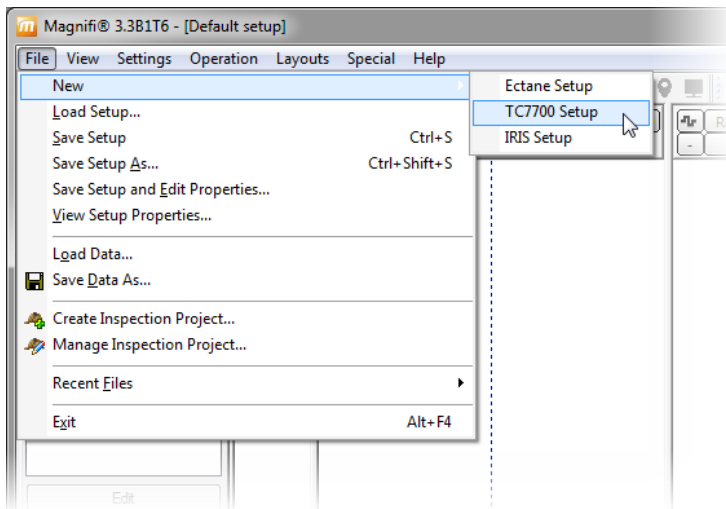 Magnifi® 3.3B1T6 - [Default setup]
File View Settings Operation Layouts Special Help
New
Ectane Setup
Load Setup...
TC7700 Setup
Save Setup Ctrl+S
IRIS Setup
Save Setup As... Ctrl+Shift+S
Save Setup and Edit Properties...
View Setup Properties...
Load Data...
Save Data As...
Create Inspection Project...
Manage Inspection Project...
Recent Files
Exit Alt+F4
Edit